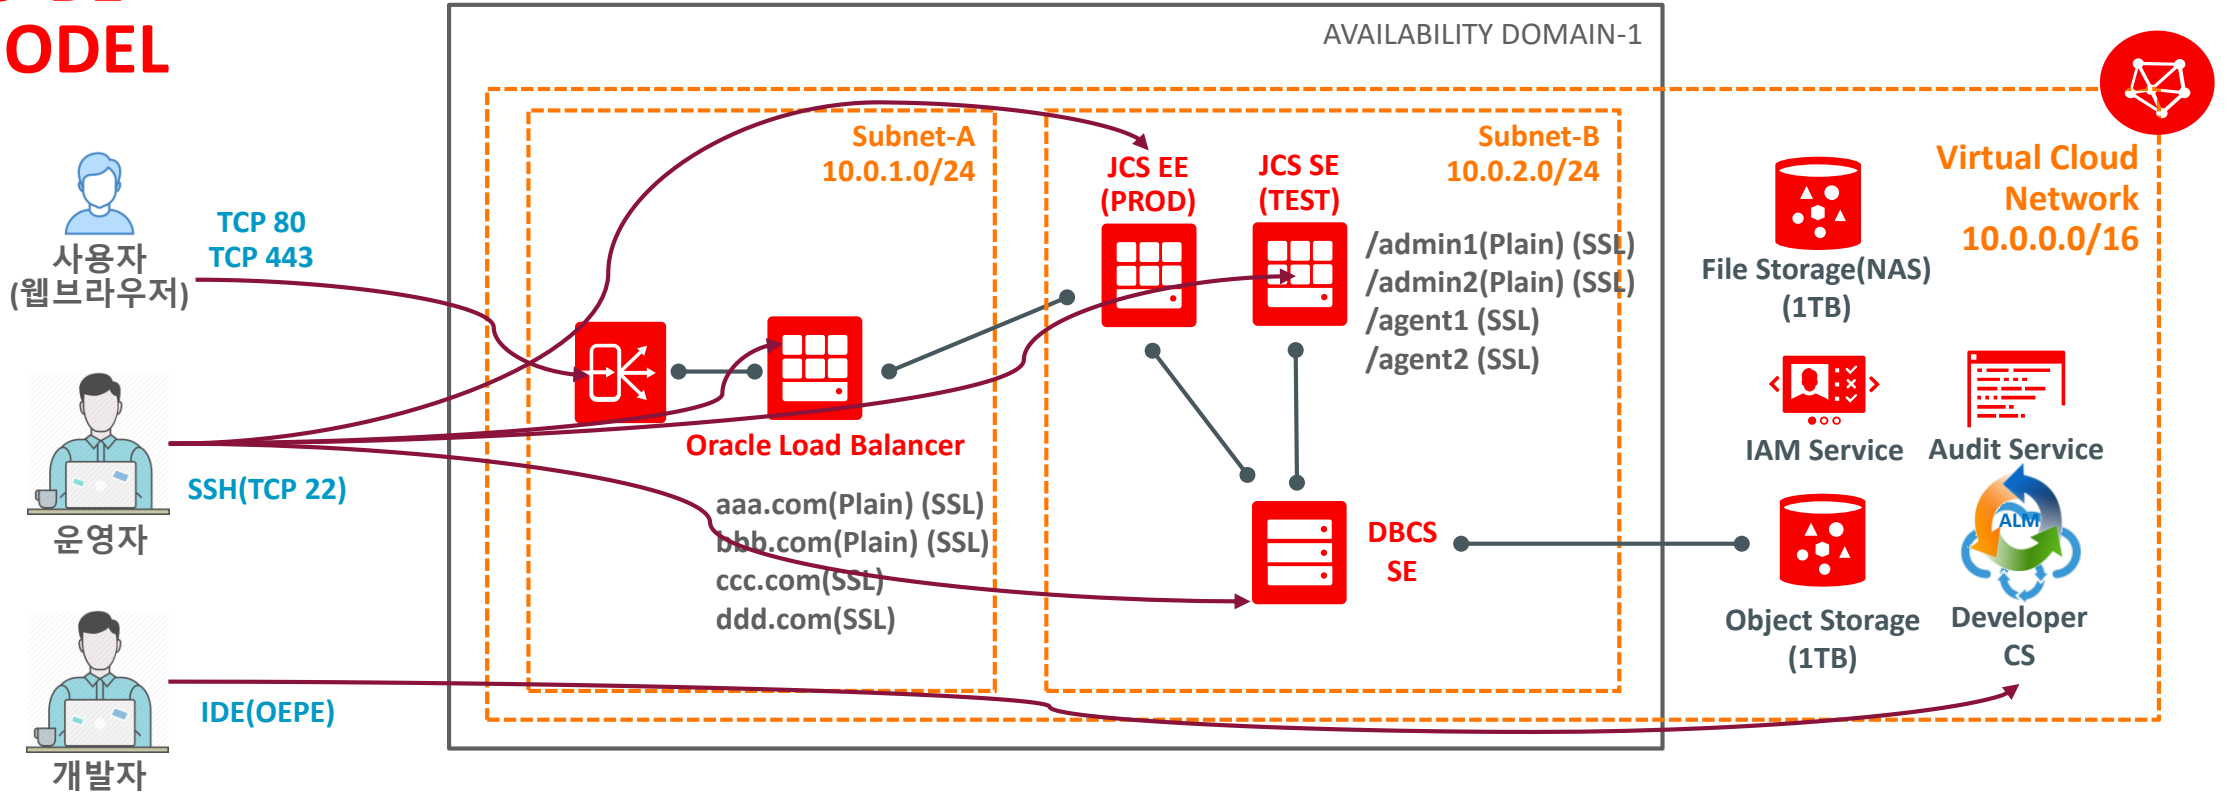 ODEL
AVAILABILITY DOMAIN-1
Subnet-A
10.0.1.0/24
Subnet-B
10.0.2.0/24
Virtual Cloud
Network
10.0.0.0/16
사용자
(웹브라우저)
TCP 80
TCP 443
운영자
SSH(TCP 22)
개발자
IDE(OEPE)
Oracle Load Balancer
aaa.com(Plain) (SSL)
bbb.com(Plain) (SSL)
ccc.com(SSL)
ddd.com(SSL)
JCS EE
(PROD)
JCS SE
(TEST)
/admin1(Plain) (SSL)
/admin2(Plain) (SSL)
/agent1 (SSL)
/agent2 (SSL)
DBCS
SE
File Storage(NAS)
(1TB)
IAM Service
Audit Service
Object Storage
(1TB)
ALM
Developer
CS